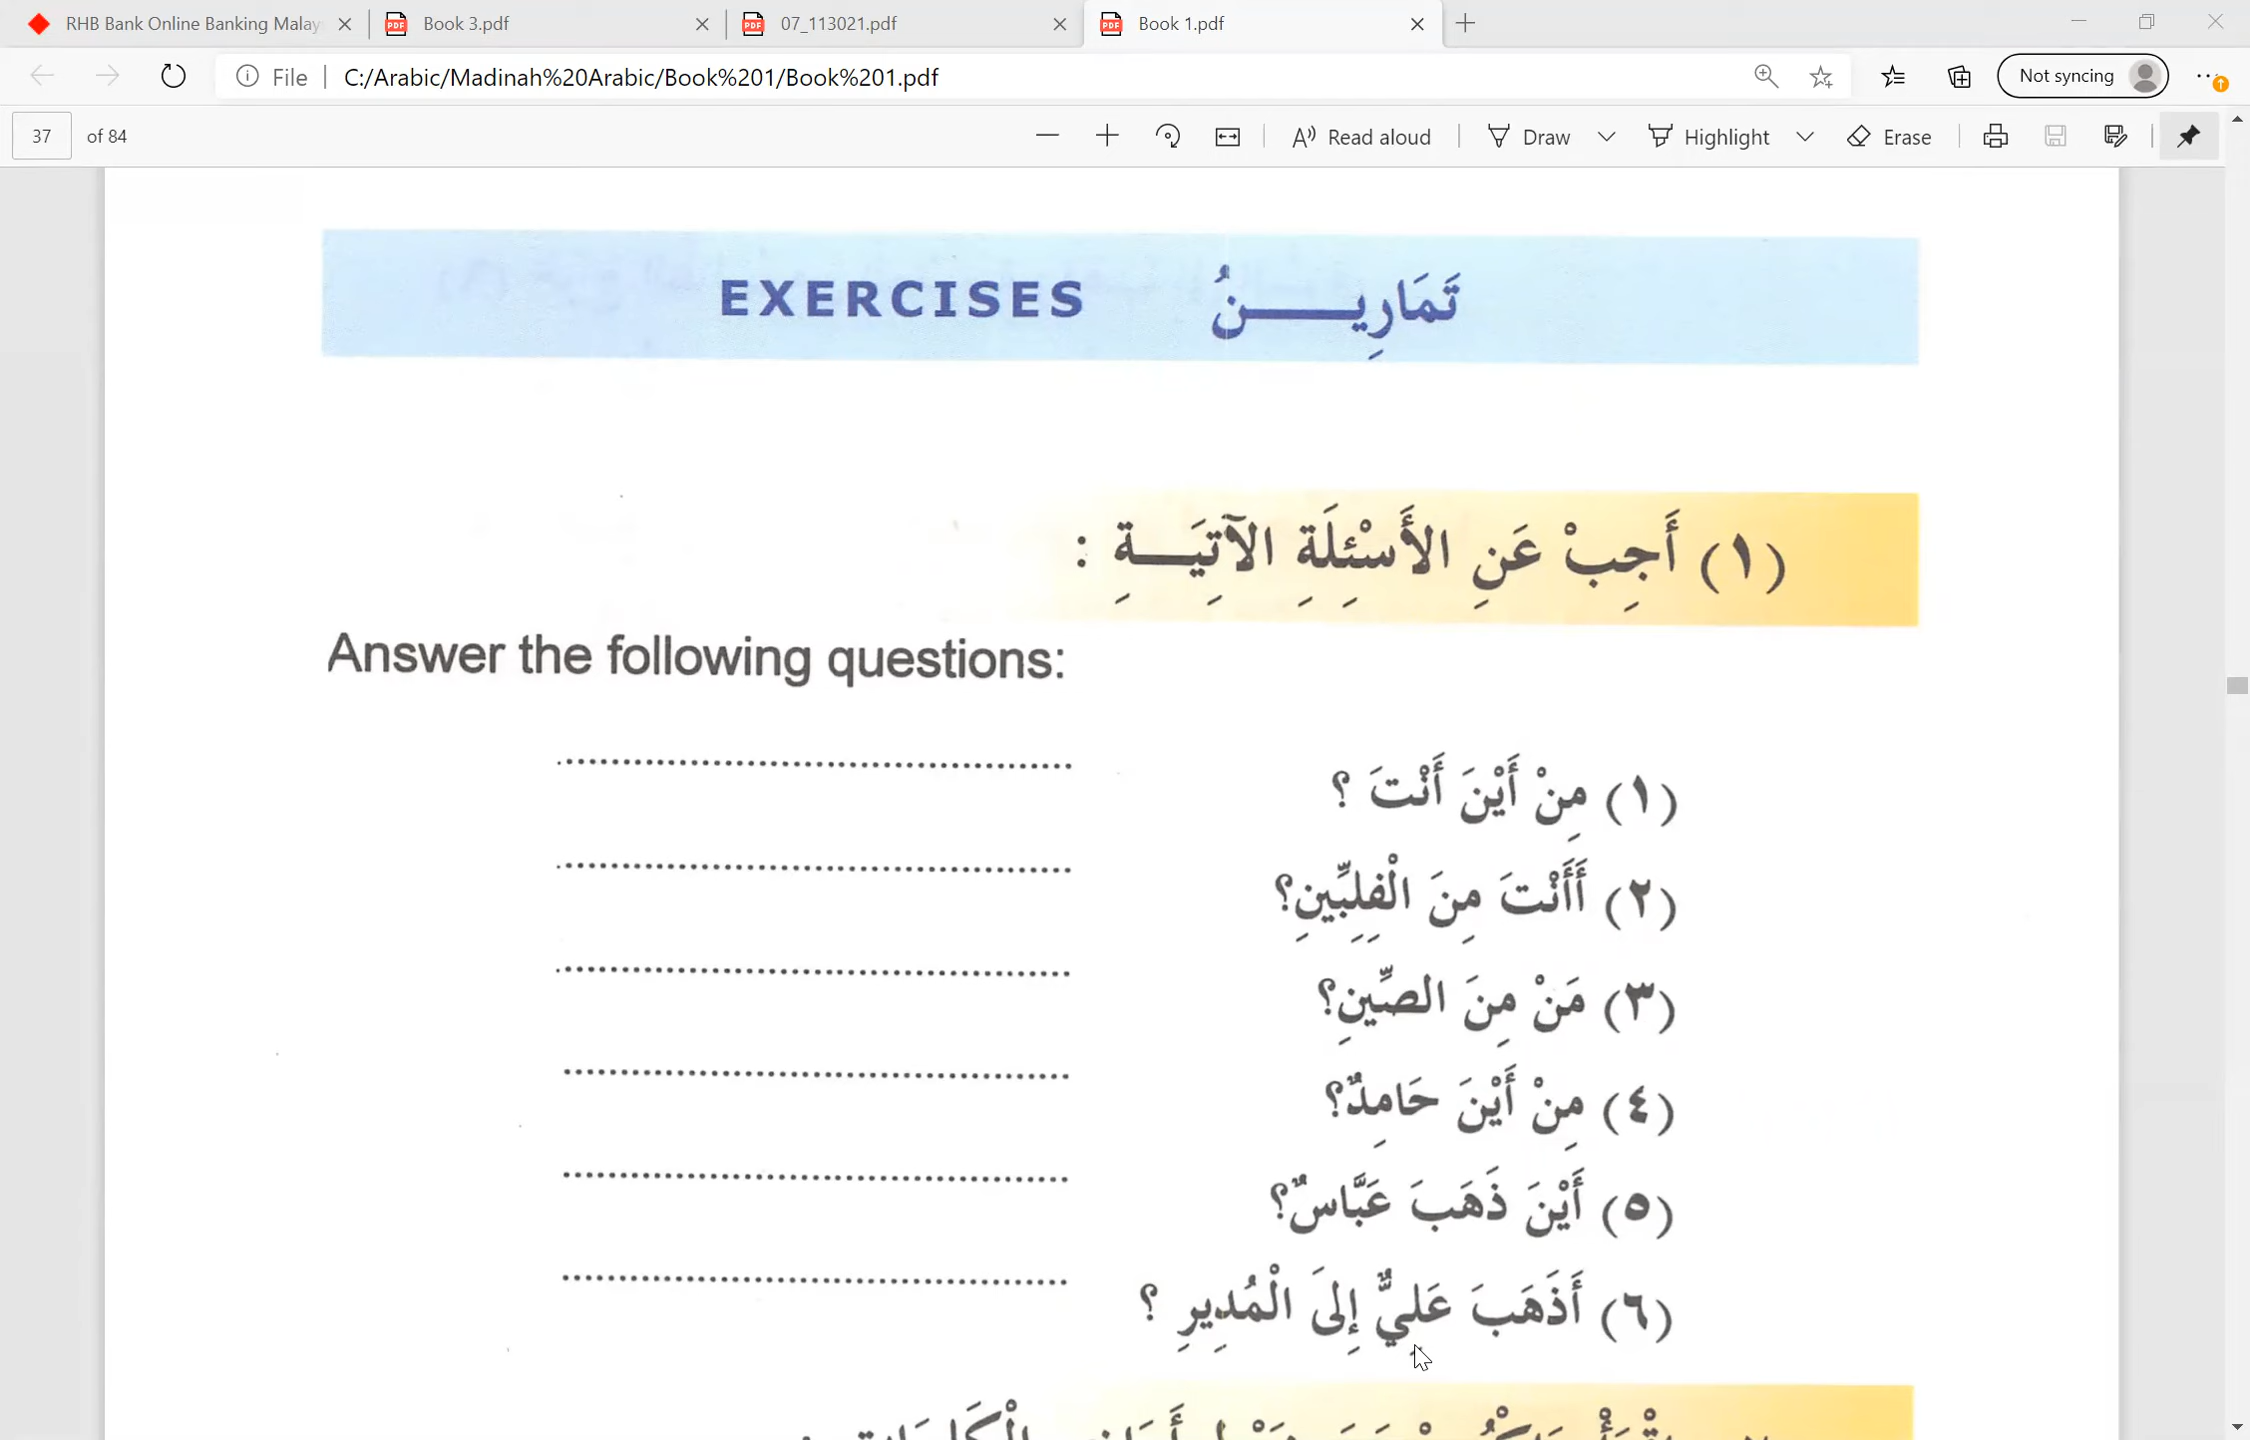 RHB Bank Online Banking Malay
Book 3.pdf
07_113021.pdf
Book 1.pdf
File
C:/Arabic/Madinah%20Arabic/Book%201/Book%201.pdf
Not syncing
37 of 84
Read aloud
Draw
Highlight
Erase
EXERCISES تَمَارِيـــــنُ
(١) أَجِبْ عَنِ الأَسْئِلَةِ الآتِيَـــةِ :
Answer the following questions:
(١) مِنْ أَيْنَ أَنْتَ ؟ ..............................................
(٢) أَأَنْتَ مِنَ الْفِلِبِّينِ؟ ..............................................
(٣) مَنْ مِنَ الصِّينِ؟ ..............................................
(٤) مِنْ أَيْنَ حَامِدٌ؟ ..............................................
(٥) أَيْنَ ذَهَبَ عَبَّاسٌ؟ ..............................................
(٦) أَذَهَبَ عَلِيٌّ إِلىَ الْمُدِيرِ ؟ ..............................................